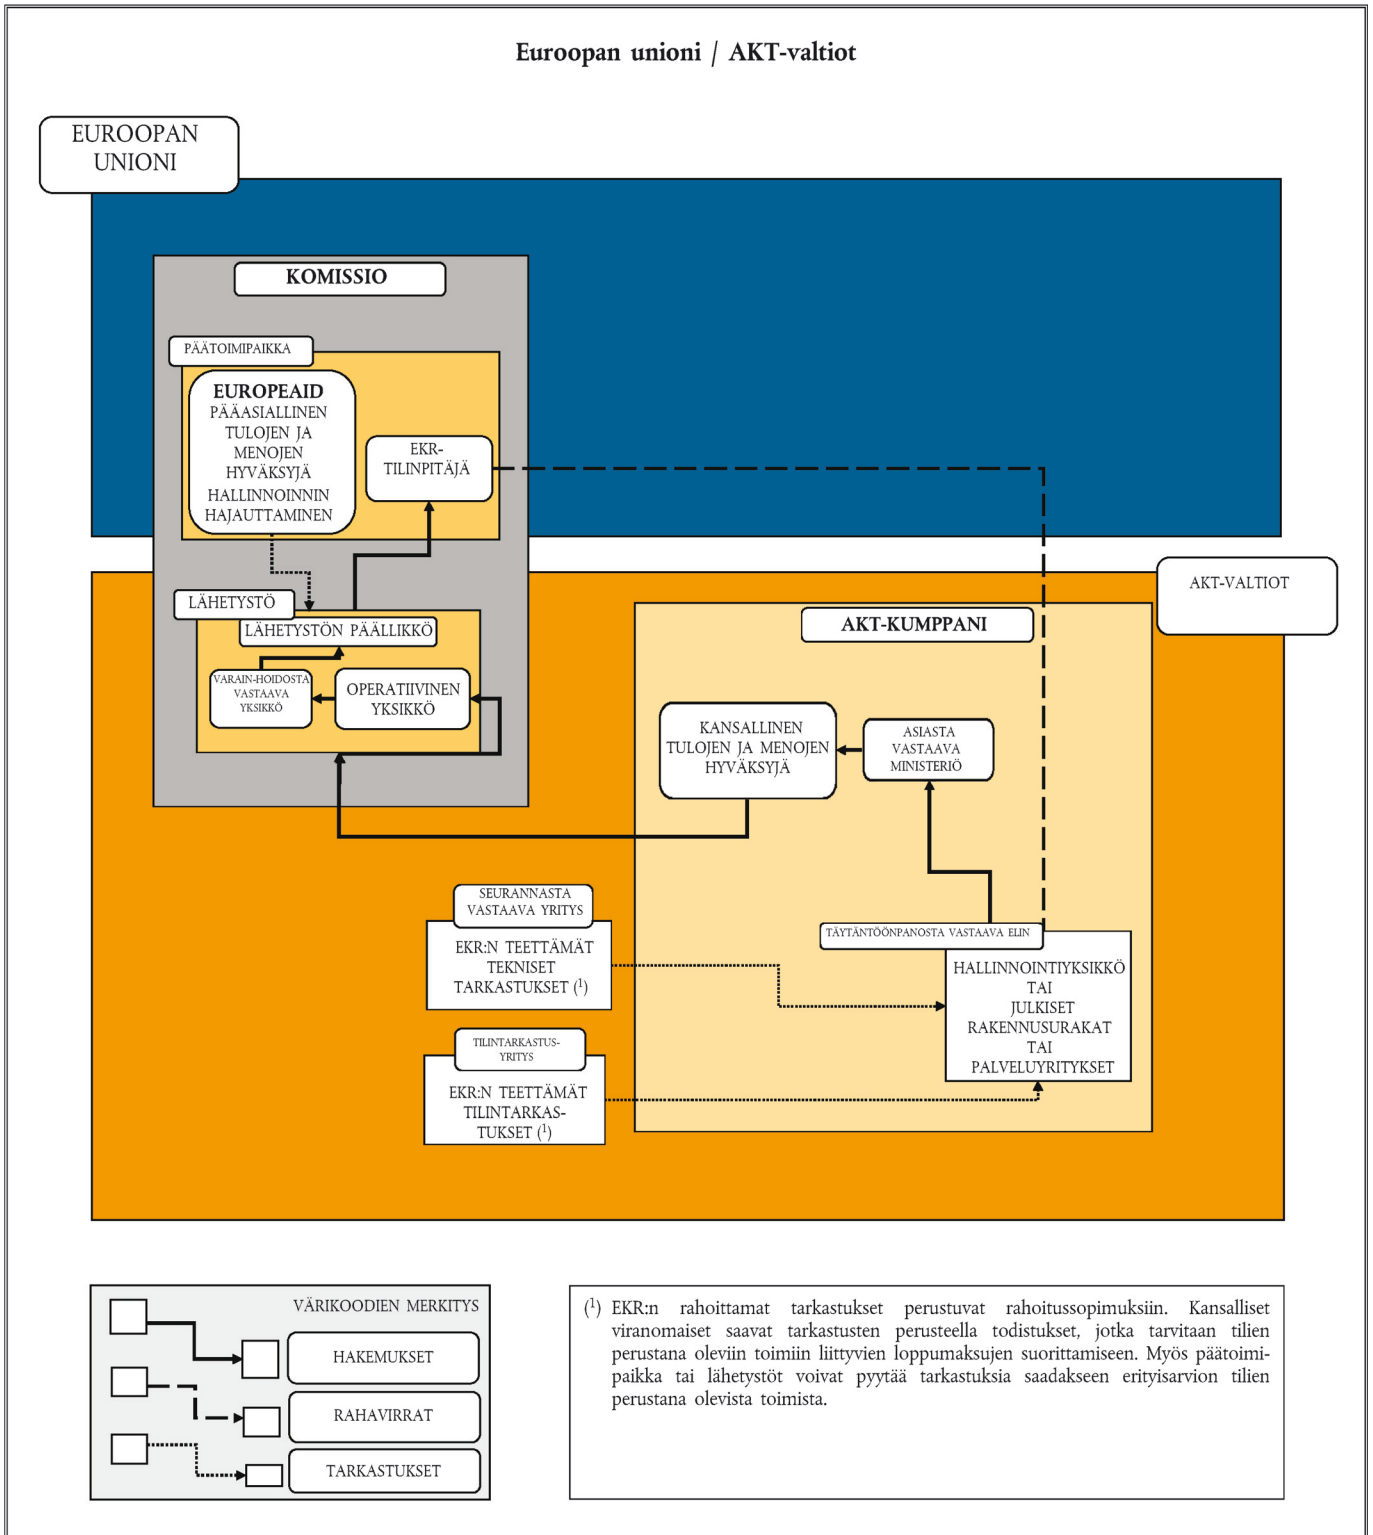 Euroopan unioni / AKT-valtiot
EUROOPAN
UNIONI
KOMISSIO
PÄÄTOIMIPAIKKA
EUROPEAID
PÄÄASIALLINEN
TULOJEN JA
MENOJEN
HYVÄKSYJÄ
HALLINNOINNIN
HAJAUTTAMINEN
EKR-
TILINPITÄJÄ
AKT-VALTIOT
LÄHETYSTÖ
LÄHETYSTÖN PÄÄLLIKKÖ
VARAIN-HOIDOSTA
VASTAAVA
YKSIKKÖ
OPERATIIVINEN
YKSIKKÖ
AKT-KUMPPANI
KANSALLINEN
TULOJEN JA MENOJEN
HYVÄKSYJÄ
ASIASTA
VASTAAVA
MINISTERIÖ
SEURANNASTA
VASTAAVA YRITYS
EKR:N TEETTÄMÄT
TEKNISET
TARKASTUKSET (¹)
TÄYTÄNTÖÖNPANOSTA VASTAAVA ELIN
HALLINNOINTIYKSIKKÖ
TAI
JULKISET
RAKENNUSURAKAT
TAI
PALVELUYRITYKSET
TILINTARKASTUS-
YRITYS
EKR:N TEETTÄMÄT
TILINTARKAS-
TUKSET (¹)
VÄRIKOODIEN MERKITYS
HAKEMUKSET
RAHAVIRRAT
TARKASTUKSET
(¹) EKR:n rahoittamat tarkastukset perustuvat rahoitussopimuksiin. Kansalliset
viranomaiset saavat tarkastusten perusteella todistukset, jotka tarvitaan tilien
perustana oleviin toimiin liittyvien loppumaksujen suorittamiseen. Myös päätoimi-
paikka tai lähetystöt voivat pyytää tarkastuksia saadakseen erityisarvion tilien
perustana olevista toimista.